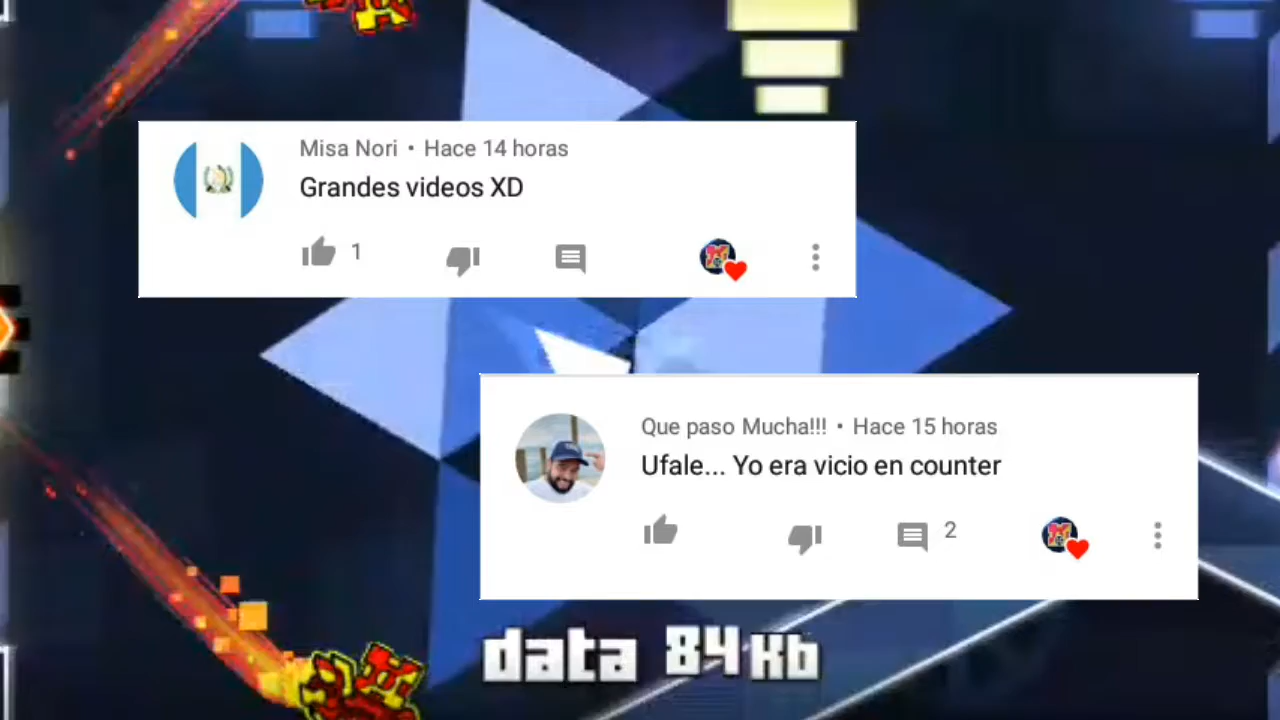 Misa Nori • Hace 14 horas
Grandes videos XD
1
Que paso Mucha!!! • Hace 15 horas
Ufale... Yo era vicio en counter
2
data 84kb